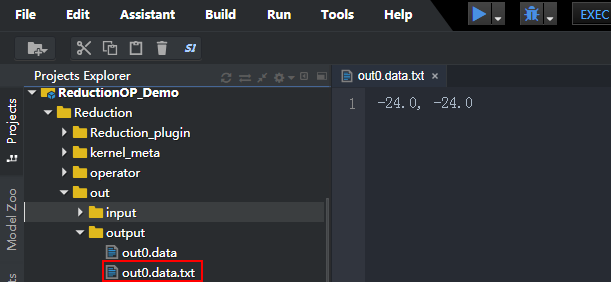 File Edit Assistant Build Run Tools Help EXEC
SI
Projects Explorer
out0.data.txt ×
Projects
Model Zoo
ReductionOP_Demo
Reduction
Reduction_plugin
kernel_meta
operator
out
input
output
out0.data
out0.data.txt
1 -24.0, -24.0